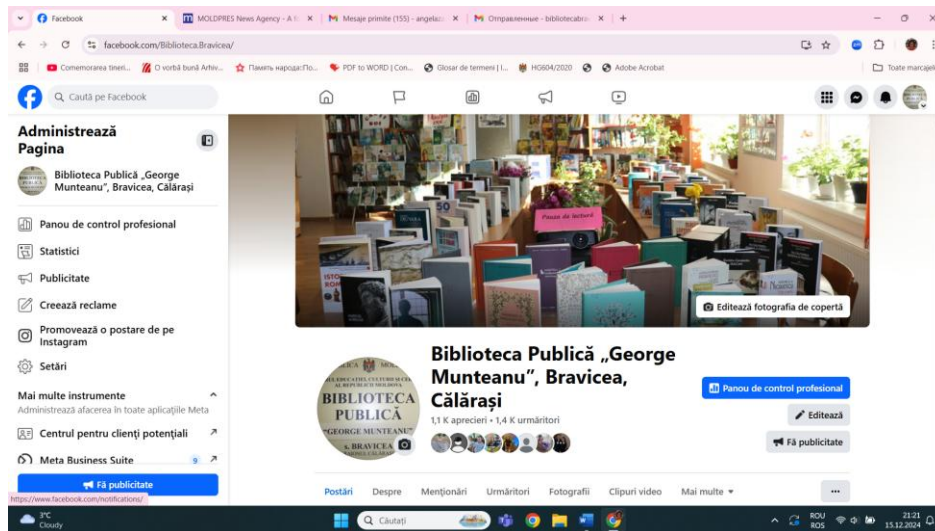 Facebook
MOLDPRES News Agency - A
Mesaje primite (155) - angelaz
Отправленные - bibliotecabra
facebook.com/Biblioteca.Bravicea/
Comemorarea tineri...
O vorbă bună Arhiv...
Память народа::По...
PDF to WORD | Con...
Glosar de termeni | I...
HG604/2020
Adobe Acrobat
Toate marcajele
Caută pe Facebook
Administrează
Pagina
Biblioteca Publică „George
Munteanu”, Bravicea, Călărași
Panou de control profesional
Statistici
Publicitate
Creează reclame
Promovează o postare de pe
Instagram
Setări
Mai multe instrumente
Administrează afacerea în toate aplicațiile Meta
Centrul pentru clienți potențiali
Meta Business Suite
9
Fă publicitate
https://www.facebook.com/notifications/
Pauza de lectură
Editează fotografia de copertă
BIBLIOTECA
PUBLICĂ
"GEORGE MUNTEANU"
s. BRAVICEA
Biblioteca Publică „George
Munteanu”, Bravicea,
Călărași
1,1 K aprecieri • 1,4 K urmăritori
Panou de control profesional
Editează
Fă publicitate
Postări
Despre
Menționări
Urmăritori
Fotografii
Clipuri video
Mai multe
3°C
Cloudy
Căutați
ROU
ROS
21:21
15.12.2024